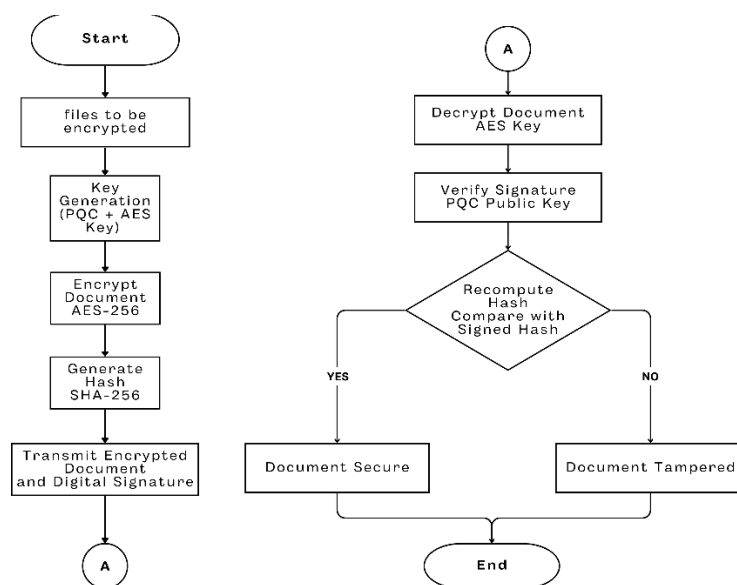 Start
files to be
encrypted
Key
Generation
(PQC + AES
Key)
Encrypt
Document
AES-256
Generate
Hash
SHA-256
Transmit Encrypted
Document
and Digital Signature
A
A
Decrypt Document
AES Key
Verify Signature
PQC Public Key
Recompute
Hash
Compare with
Signed Hash
YES
NO
Document Secure
Document Tampered
End